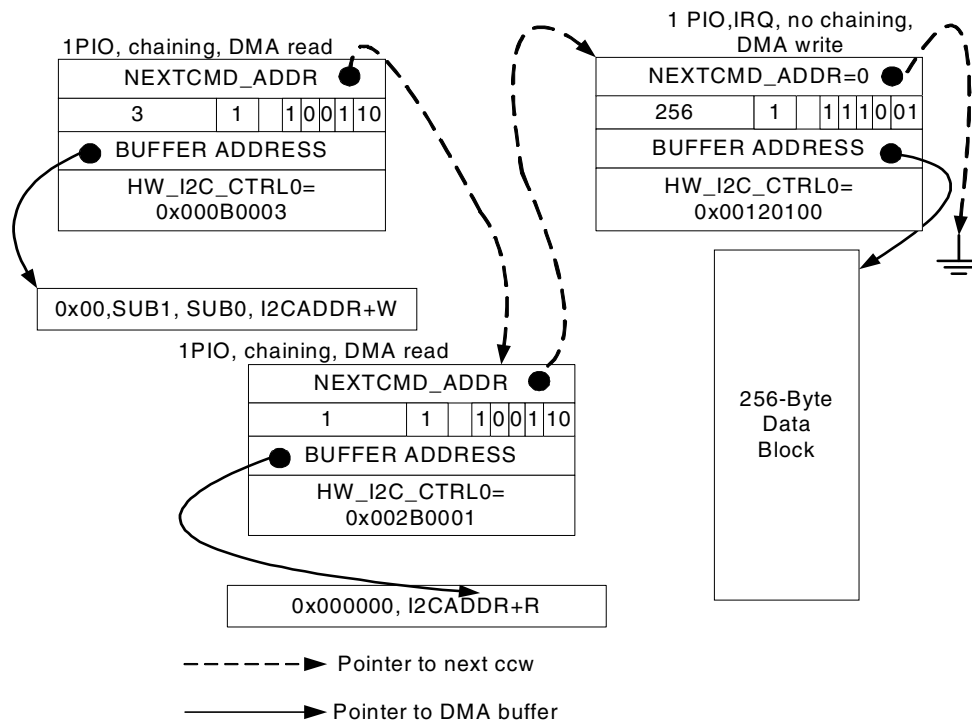 1PIO, chaining, DMA read
NEXTCMD_ADDR
3 1 1 0 0 1 10
BUFFER ADDRESS
HW_I2C_CTRL0=
0x000B0003
0x00,SUB1, SUB0, I2CADDR+W
1PIO, chaining, DMA read
NEXTCMD_ADDR
1 1 1 0 0 1 10
BUFFER ADDRESS
HW_I2C_CTRL0=
0x002B0001
0x000000, I2CADDR+R
1 PIO,IRQ, no chaining,
DMA write
NEXTCMD_ADDR=0
256 1 1 1 1 0 01
BUFFER ADDRESS
HW_I2C_CTRL0=
0x00120100
256-Byte
Data
Block
Pointer to next ccw
Pointer to DMA buffer